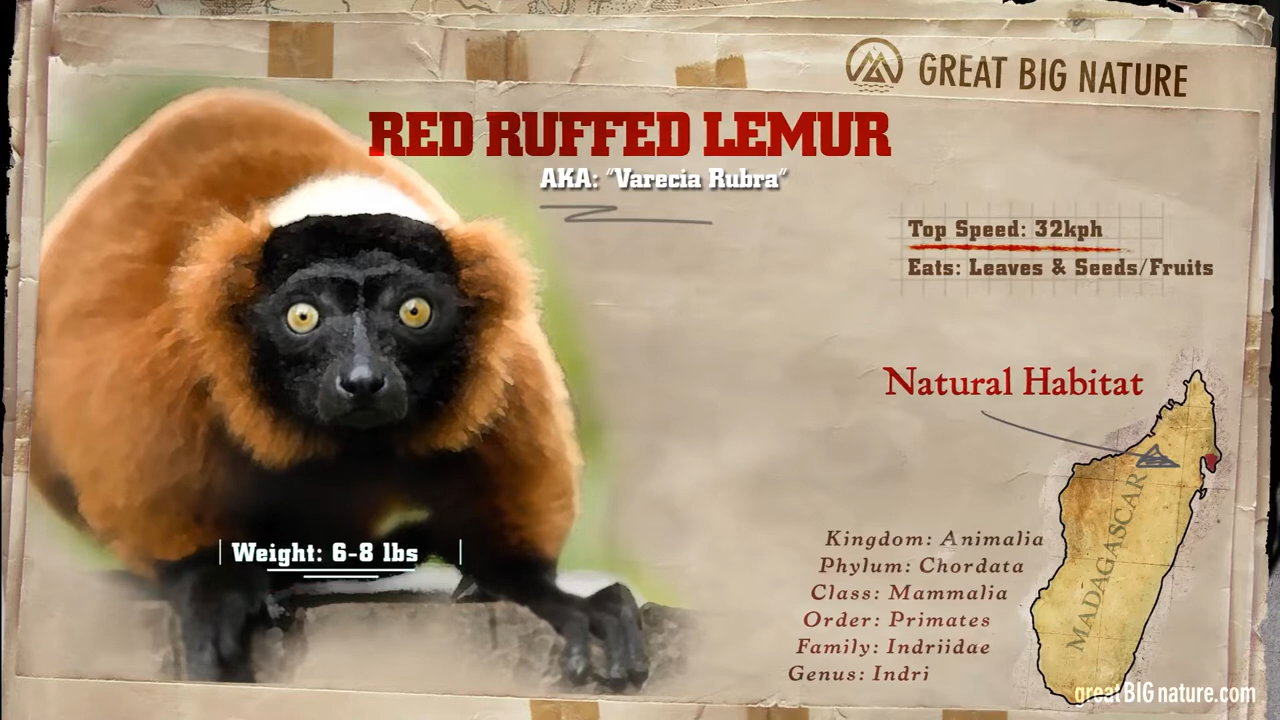 GREAT BIG NATURE
RED RUFFED LEMUR
AKA: "Varecia Rubra"
Top Speed: 32kph
Eats: Leaves & Seeds/Fruits
Natural Habitat
MADAGASCAR
Weight: 6-8 lbs
Kingdom: Animalia
Phylum: Chordata
Class: Mammalia
Order: Primates
Family: Indriidae
Genus: Indri
greatBIGnature.com